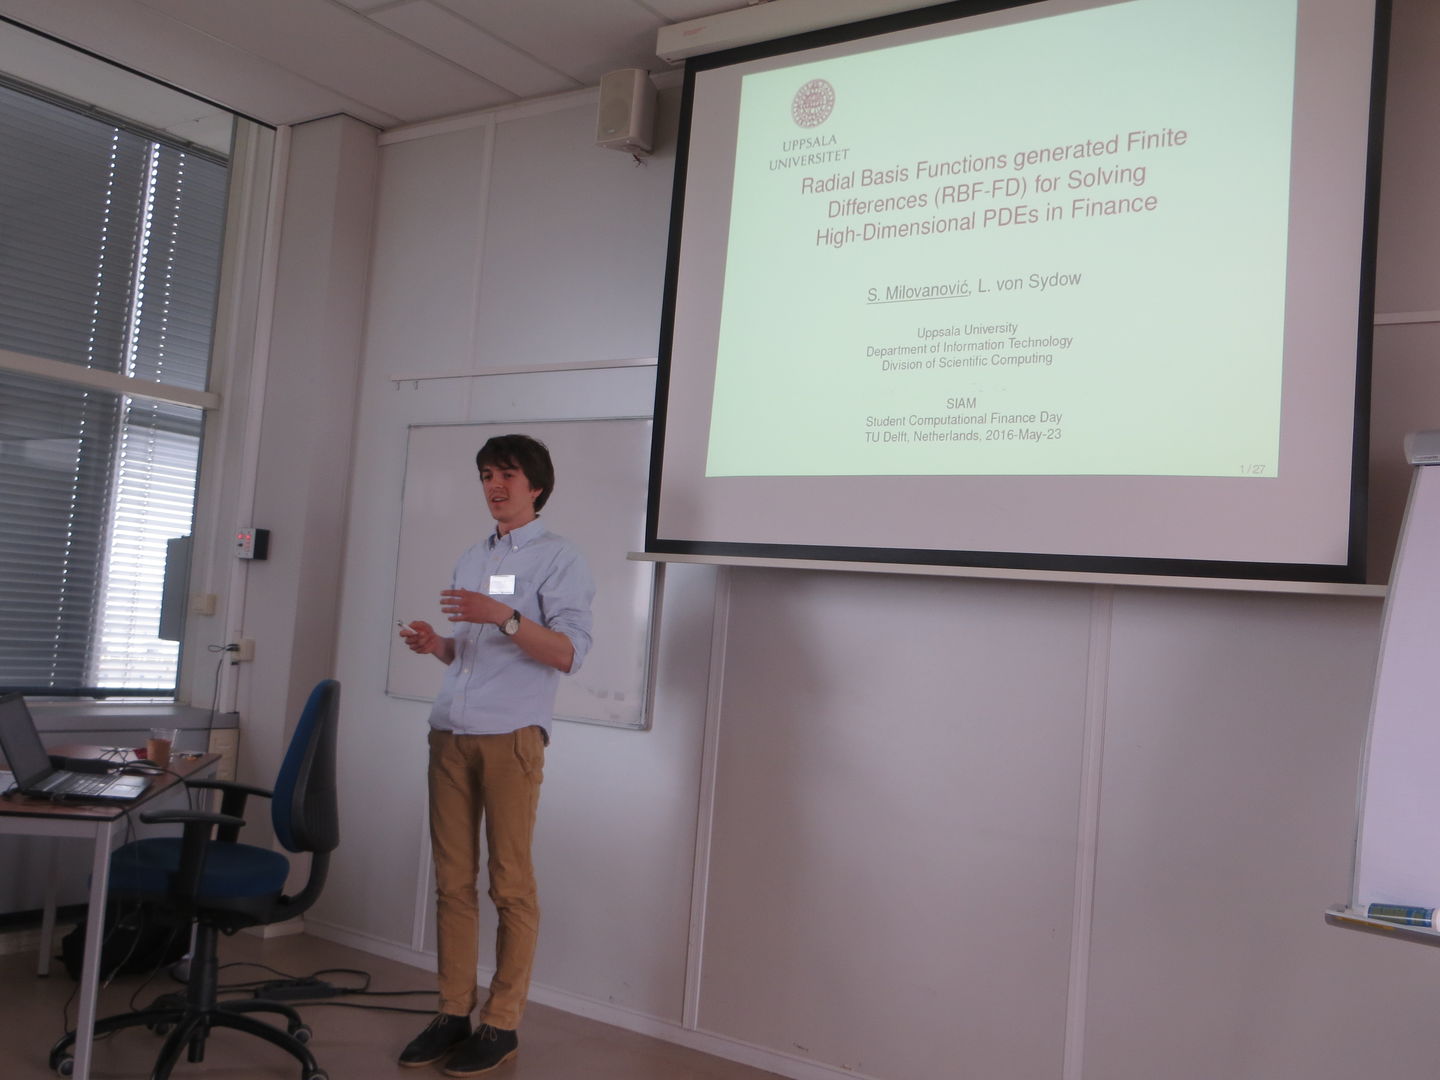 UPPSALA
UNIVERSITET
Radial Basis Functions generated Finite
Differences (RBF-FD) for Solving
High-Dimensional PDEs in Finance
S. Milovanović, L. von Sydow
Uppsala University
Department of Information Technology
Division of Scientific Computing
SIAM
Student Computational Finance Day
TU Delft, Netherlands, 2016-May-23
1 / 27